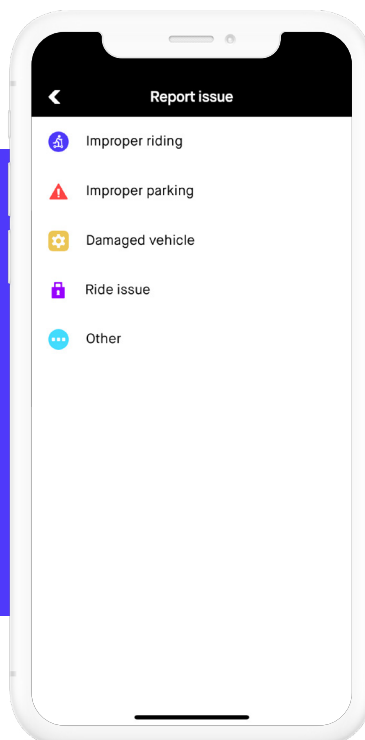 Report issue
Improper riding
Improper parking
Damaged vehicle
Ride issue
Other